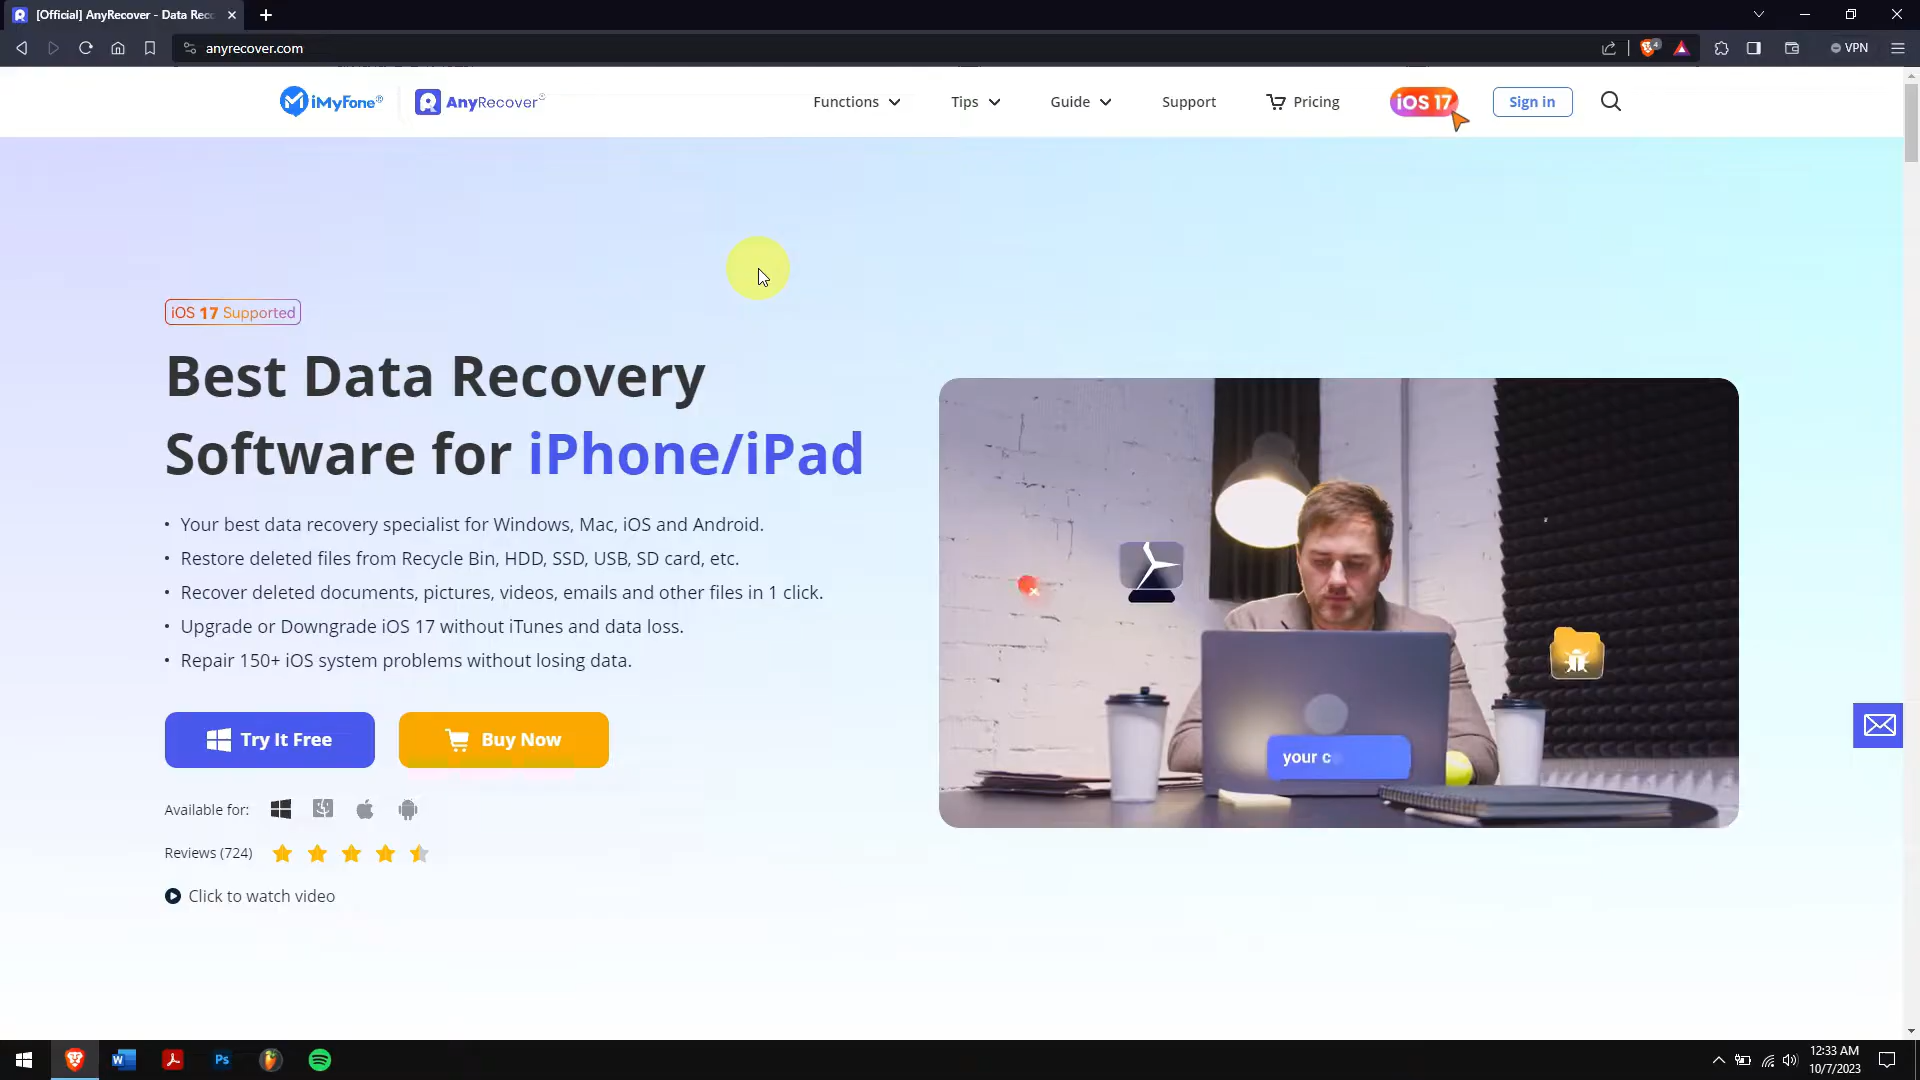 [Official] AnyRecover - Data Reco
anyrecover.com
4
VPN
iMyFone®
AnyRecover®
Functions
Tips
Guide
Support
Pricing
iOS 17
Sign in
iOS 17 Supported
Best Data Recovery
Software for iPhone/iPad
• Your best data recovery specialist for Windows, Mac, iOS and Android.
• Restore deleted files from Recycle Bin, HDD, SSD, USB, SD card, etc.
• Recover deleted documents, pictures, videos, emails and other files in 1 click.
• Upgrade or Downgrade iOS 17 without iTunes and data loss.
• Repair 150+ iOS system problems without losing data.
Try It Free
Buy Now
your c
Available for:
Reviews (724)
Click to watch video
W
Ps
12:33 AM
10/7/2023